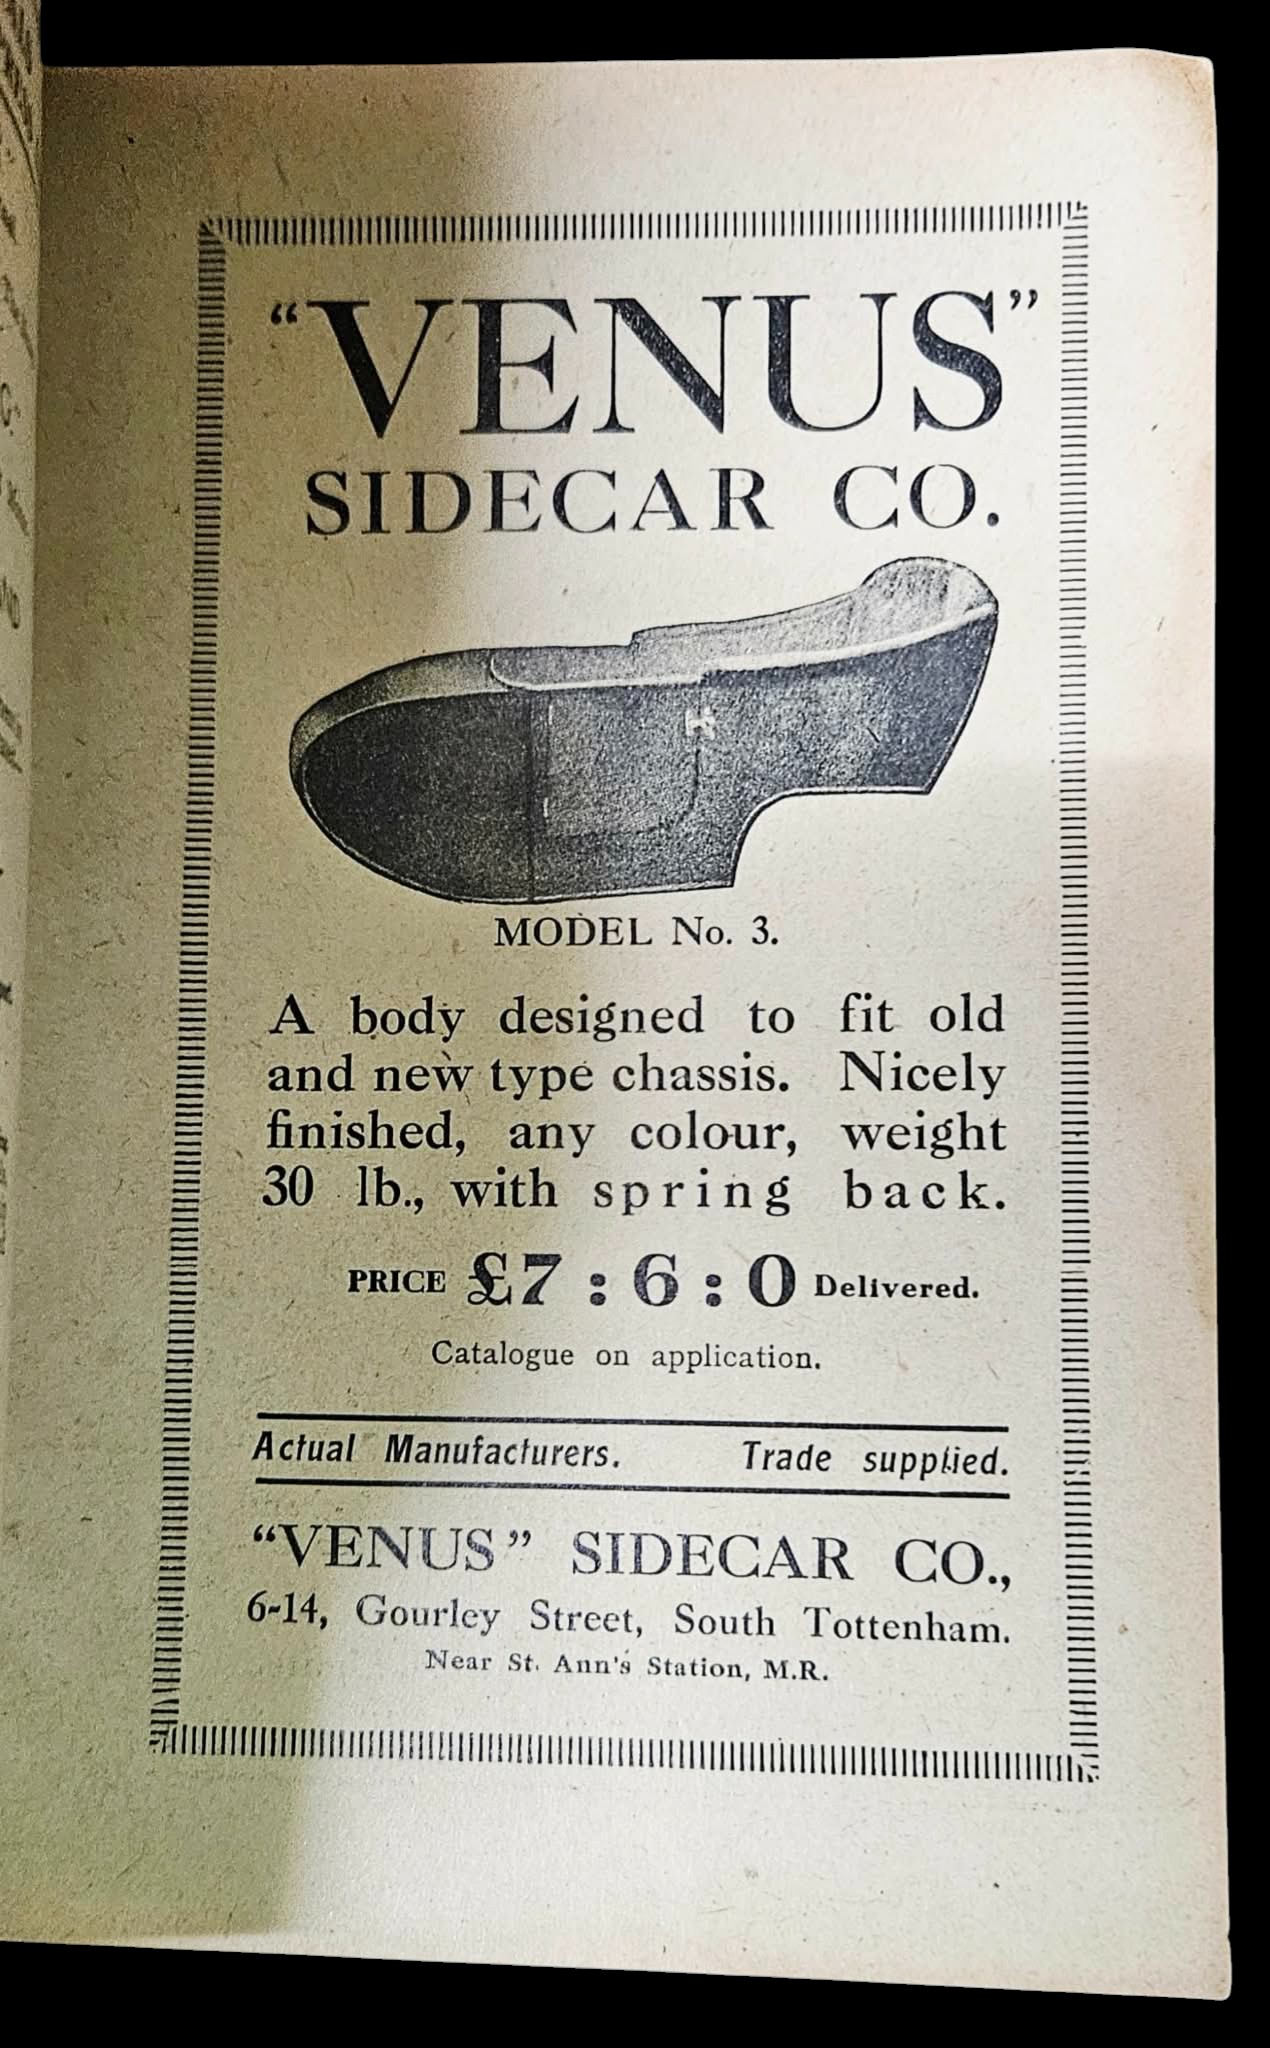 “VENUS”
SIDECAR CO.
MODEL No. 3.
A body designed to fit old
and new type chassis. Nicely
finished, any colour, weight
30 lb., with spring back.
PRICE £7 : 6 : 0 Delivered.
Catalogue on application.
Actual Manufacturers. Trade supplied.
“VENUS” SIDECAR CO.,
6-14, Gourley Street, South Tottenham.
Near St. Ann's Station, M.R.